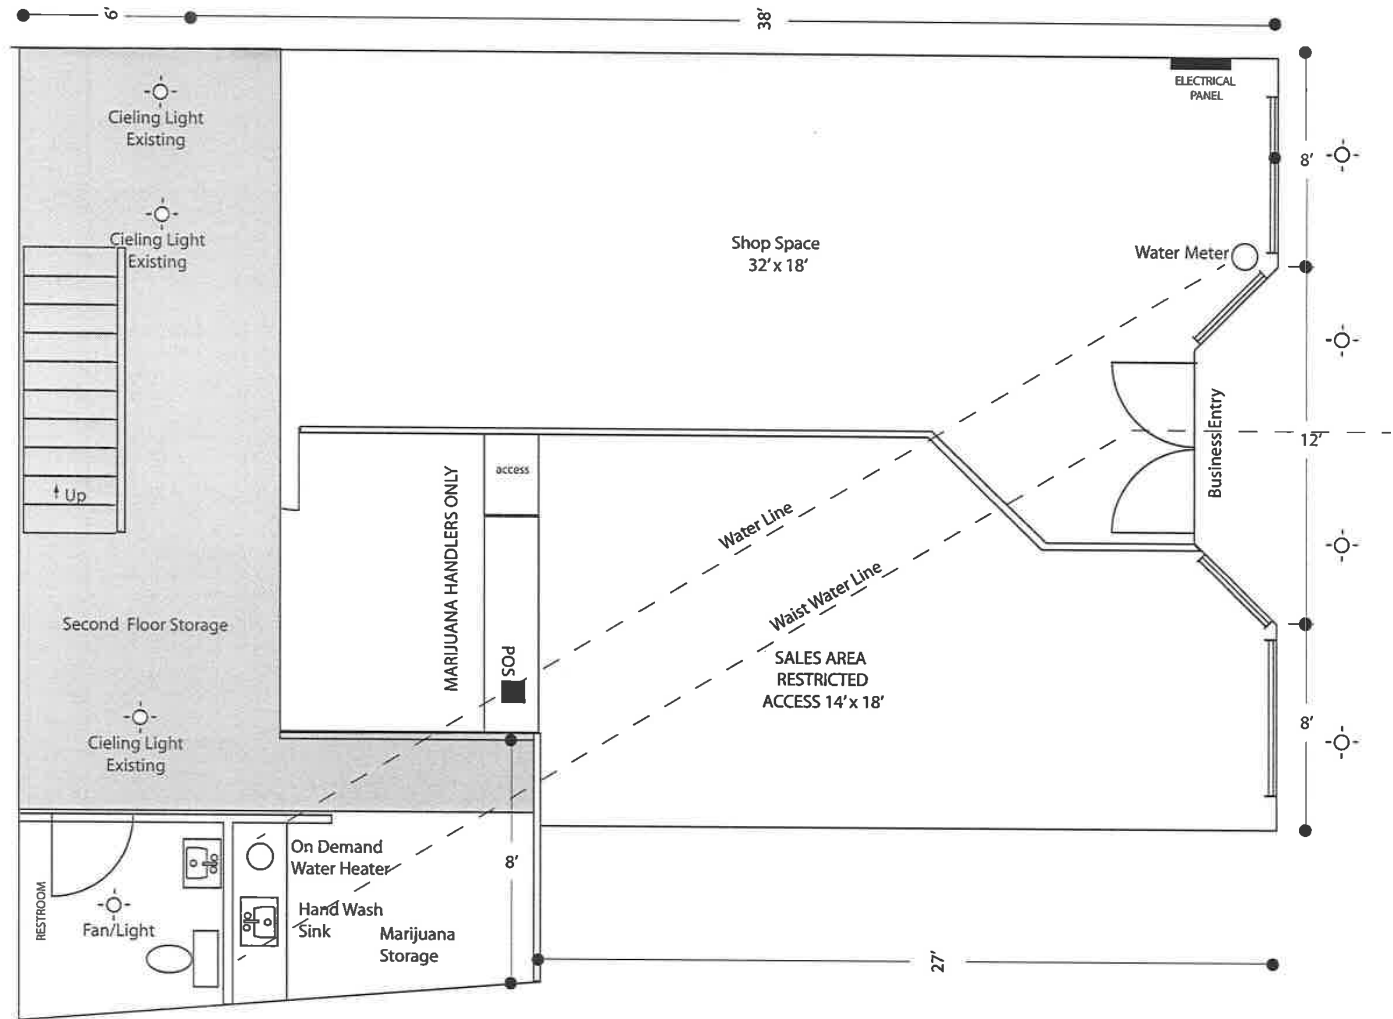 6'
38'
ELECTRICAL
PANEL
Cieling Light
Existing
8'
Cieling Light
Existing
Shop Space
32' x 18'
Water Meter
Business Entry
12'
access
MARIJUANA HANDLERS ONLY
Up
Water Line
Waist Water Line
Second Floor Storage
POS
SALES AREA
RESTRICTED
ACCESS 14' x 18'
8'
Cieling Light
Existing
On Demand
Water Heater
8'
RESTROOM
Fan/Light
Hand Wash
Sink
Marijuana
Storage
27'